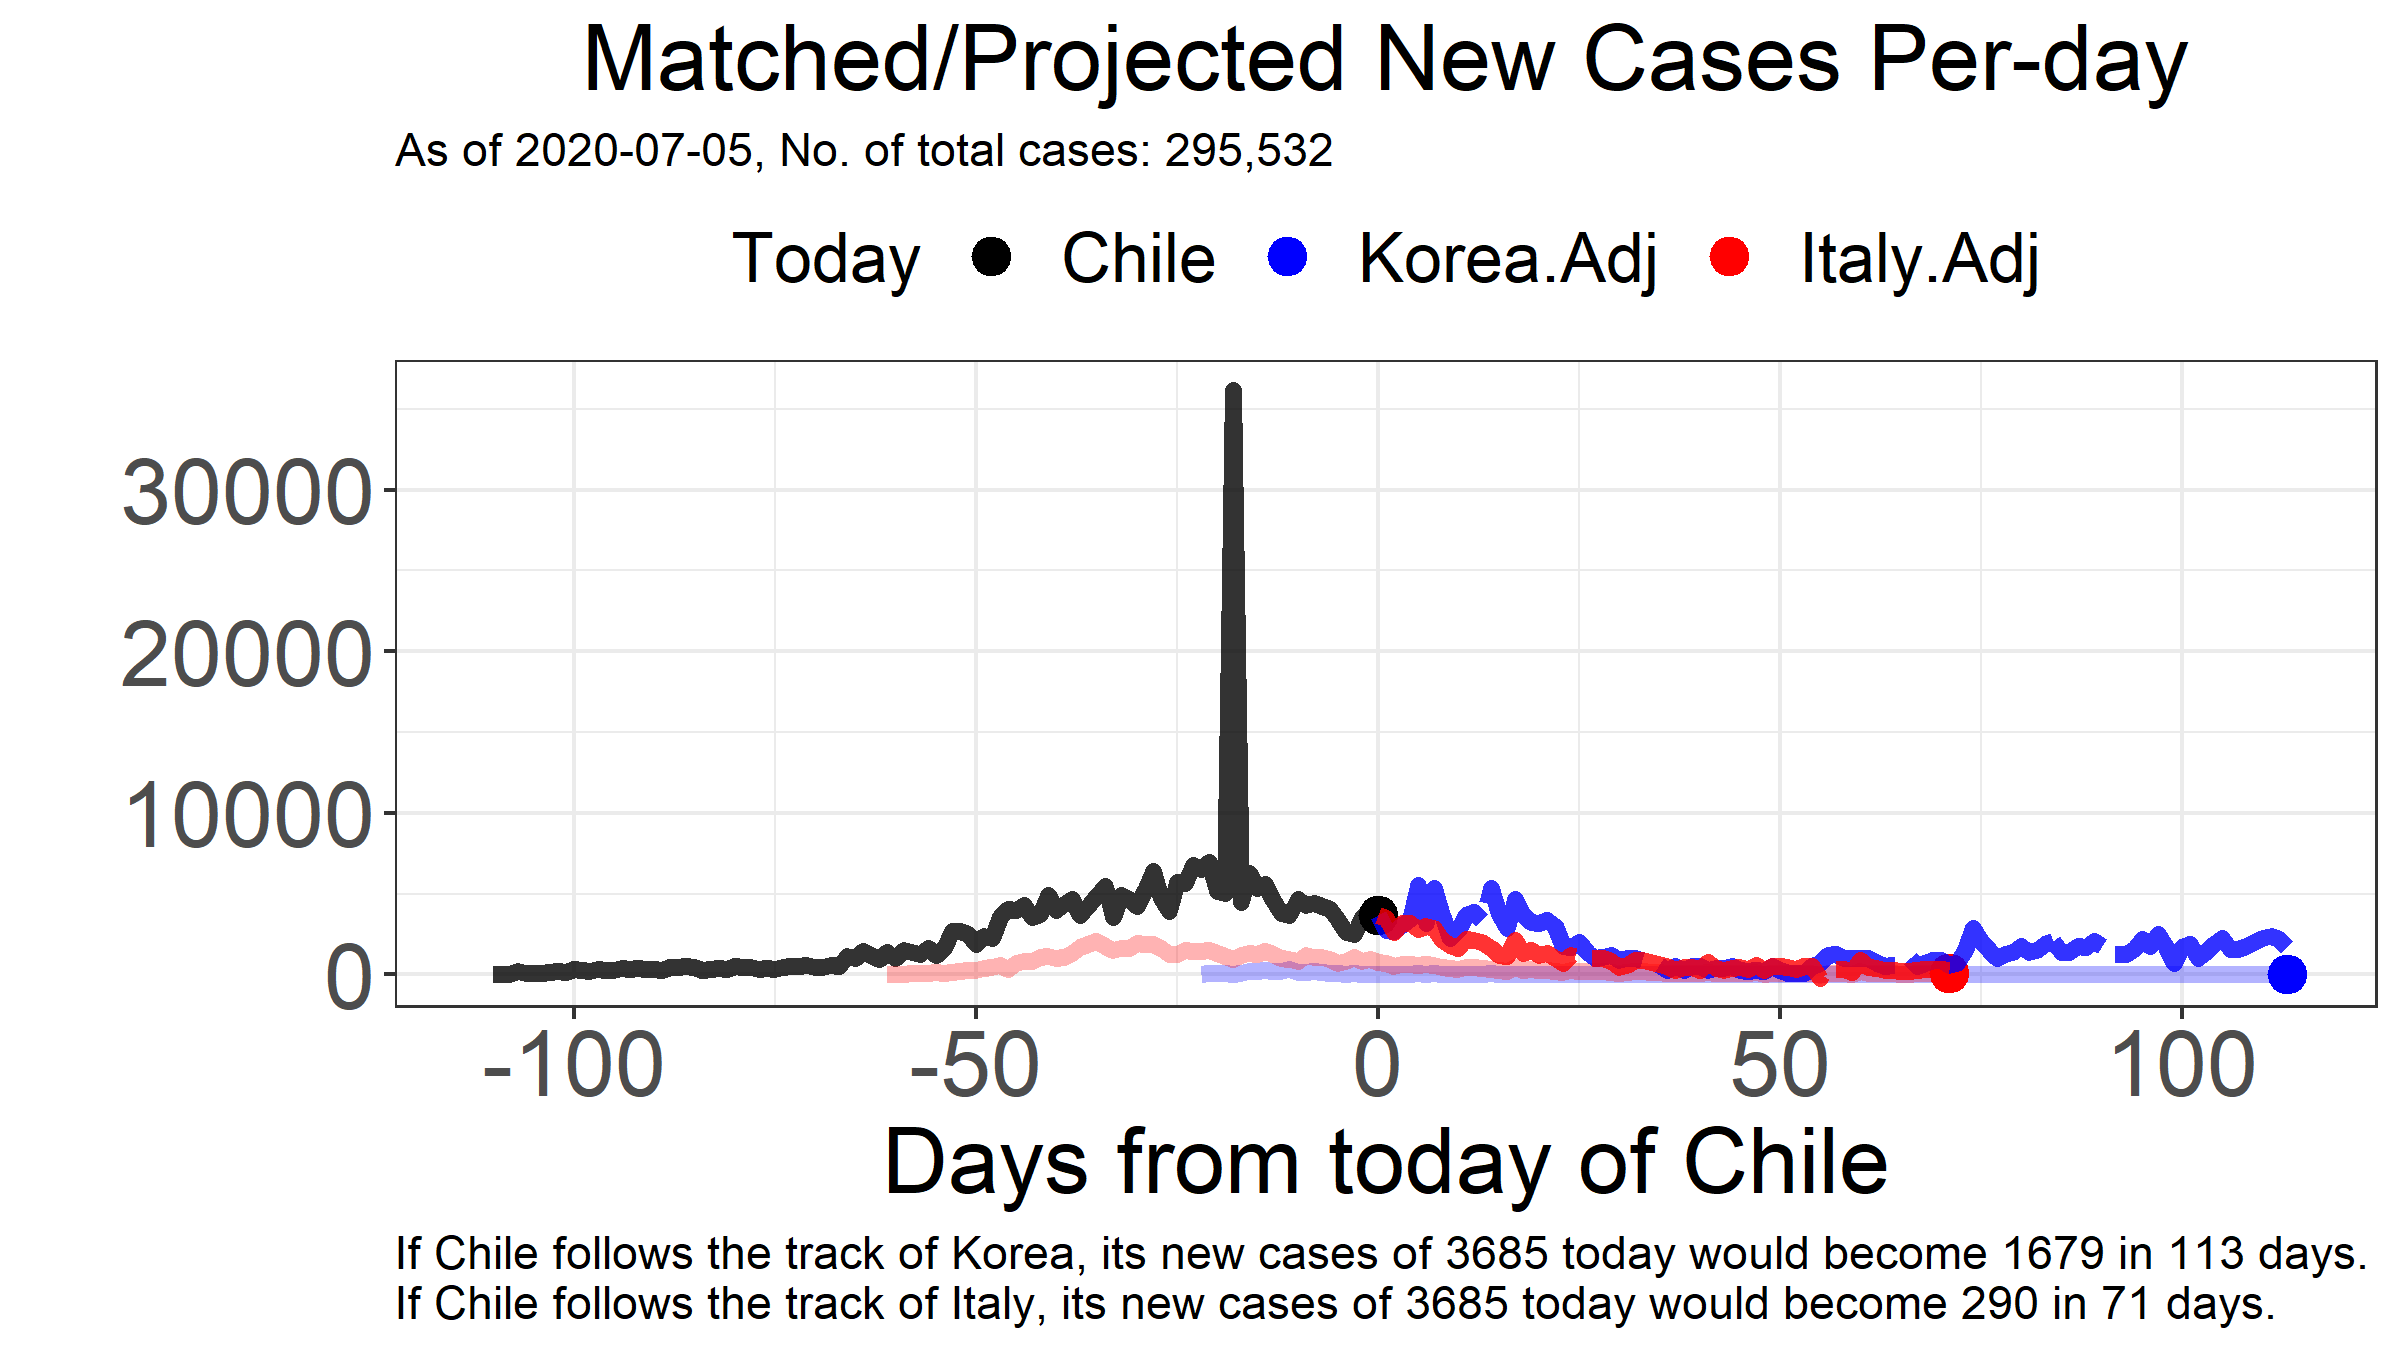 Matched/Projected New Cases Per-day
As of 2020-07-05, No. of total cases: 295,532
Today Chile Korea.Adj Italy.Adj
30000
20000
10000
0
-100 -50 0 50 100
Days from today of Chile
If Chile follows the track of Korea, its new cases of 3685 today would become 1679 in 113 days.
If Chile follows the track of Italy, its new cases of 3685 today would become 290 in 71 days.